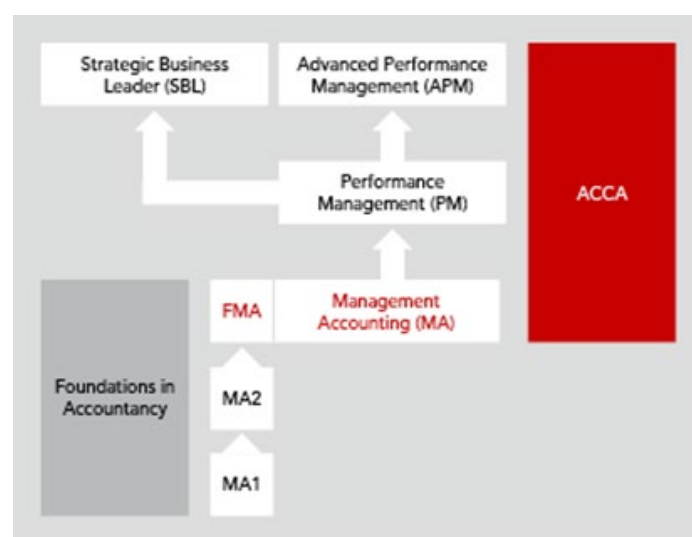 Strategic Business
Leader (SBL)
Advanced Performance
Management (APM)
Performance
Management (PM)
ACCA
FMA
Management
Accounting (MA)
Foundations in
Accountancy
MA2
MA1